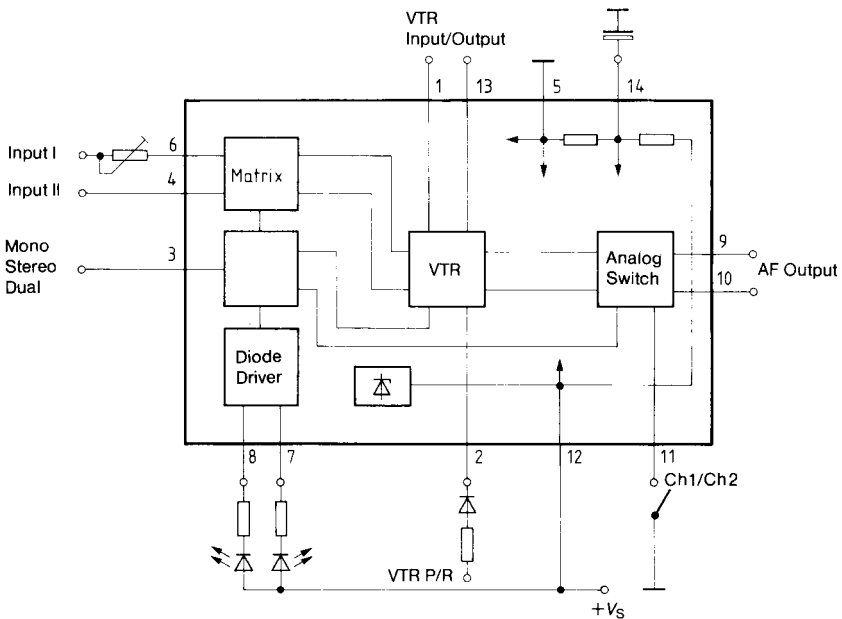 VTR
Input/Output
1
13
5
14
Input I
6
Input II
4
Matrix
Mono
Stereo
Dual
3
VTR
Analog
Switch
9
10
AF Output
Diode
Driver
8
7
2
12
11
Ch1/Ch2
VTR P/R
+VS